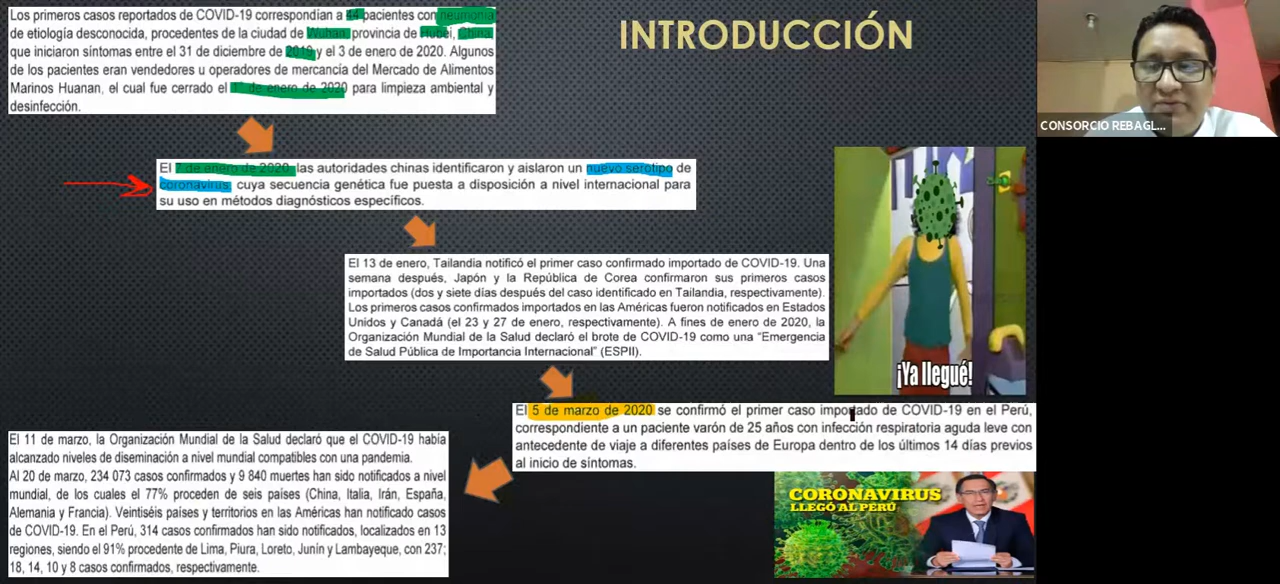 INTRODUCCIÓN
Los primeros casos reportados de COVID-19 correspondían a 44 pacientes con neumonía
de etiología desconocida, procedentes de la ciudad de Wuhan, provincia de Hubei, China,
que iniciaron síntomas entre el 31 de diciembre de 2019 y el 3 de enero de 2020. Algunos
de los pacientes eran vendedores u operadores de mercancía del Mercado de Alimentos
Marinos Huanan, el cual fue cerrado el 1° de enero de 2020 para limpieza ambiental y
desinfección.
CONSORCIO REBAGL...
El 7 de enero de 2020, las autoridades chinas identificaron y aislaron un nuevo serotipo de
coronavirus, cuya secuencia genética fue puesta a disposición a nivel internacional para
su uso en métodos diagnósticos específicos.
El 13 de enero, Tailandia notificó el primer caso confirmado importado de COVID-19. Una
semana después, Japón y la República de Corea confirmaron sus primeros casos
importados (dos y siete días después del caso identificado en Tailandia, respectivamente).
Los primeros casos confirmados importados en las Américas fueron notificados en Estados
Unidos y Canadá (el 23 y 27 de enero, respectivamente). A fines de enero de 2020, la
Organización Mundial de la Salud declaró el brote de COVID-19 como una “Emergencia
de Salud Pública de Importancia Internacional” (ESPII).
¡Ya llegué!
El 5 de marzo de 2020 se confirmó el primer caso importado de COVID-19 en el Perú,
correspondiente a un paciente varón de 25 años con infección respiratoria aguda leve con
antecedente de viaje a diferentes países de Europa dentro de los últimos 14 días previos
al inicio de síntomas.
El 11 de marzo, la Organización Mundial de la Salud declaró que el COVID-19 había
alcanzado niveles de diseminación a nivel mundial compatibles con una pandemia.
Al 20 de marzo, 234 073 casos confirmados y 9 840 muertes han sido notificados a nivel
mundial, de los cuales el 77% proceden de seis países (China, Italia, Irán, España,
Alemania y Francia). Veintiséis países y territorios en las Américas han notificado casos
de COVID-19. En el Perú, 314 casos confirmados han sido notificados, localizados en 13
regiones, siendo el 91% procedente de Lima, Piura, Loreto, Junín y Lambayeque, con 237;
18, 14, 10 y 8 casos confirmados, respectivamente.
CORONAVIRUS
LLEGÓ AL PERÚ